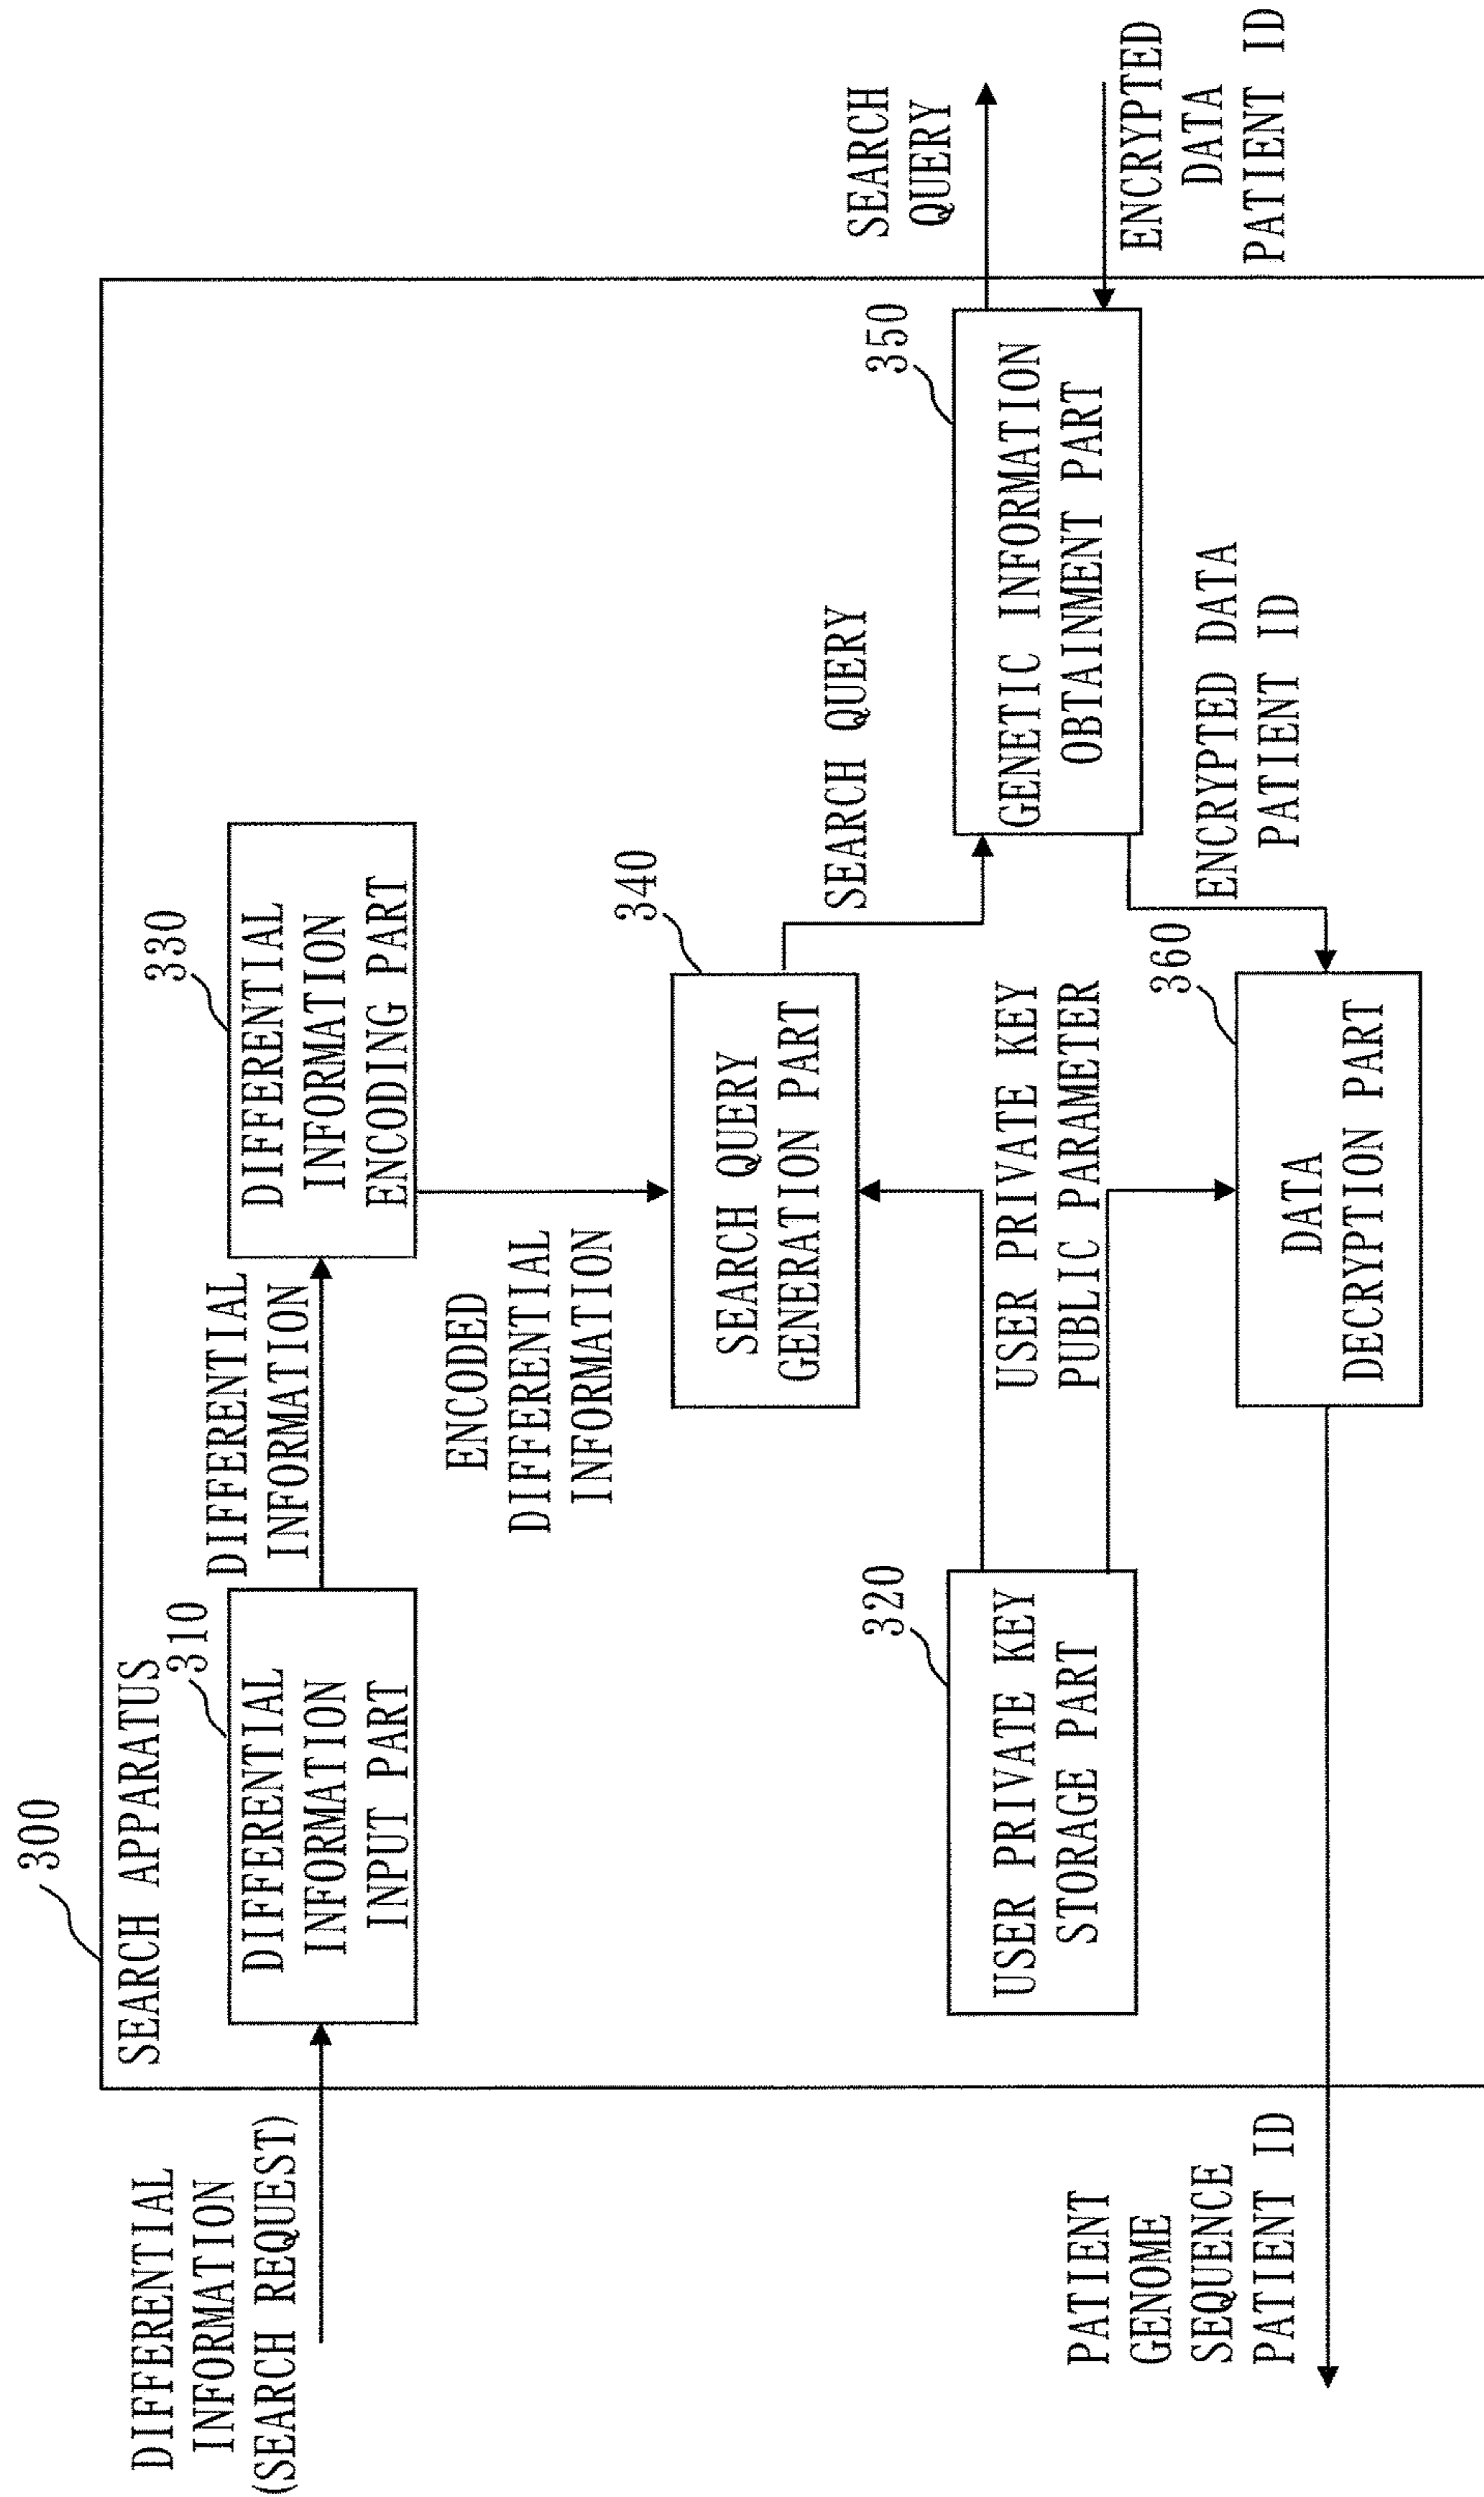 300
SEARCH APPARATUS
DIFFERENTIAL
INFORMATION
(SEARCH REQUEST)
310
DIFFERENTIAL
INFORMATION
INPUT PART
DIFFERENTIAL
INFORMATION
330
DIFFERENTIAL
INFORMATION
ENCODING PART
ENCODED
DIFFERENTIAL
INFORMATION
340
SEARCH QUERY
GENERATION PART
SEARCH QUERY
350
GENETIC INFORMATION
OBTAINMENT PART
SEARCH
QUERY
ENCRYPTED
DATA
PATIENT ID
320
USER PRIVATE KEY
STORAGE PART
USER PRIVATE KEY
PUBLIC PARAMETER
ENCRYPTED DATA
PATIENT ID
360
DATA
DECRYPTION PART
PATIENT
GENOME
SEQUENCE
PATIENT ID